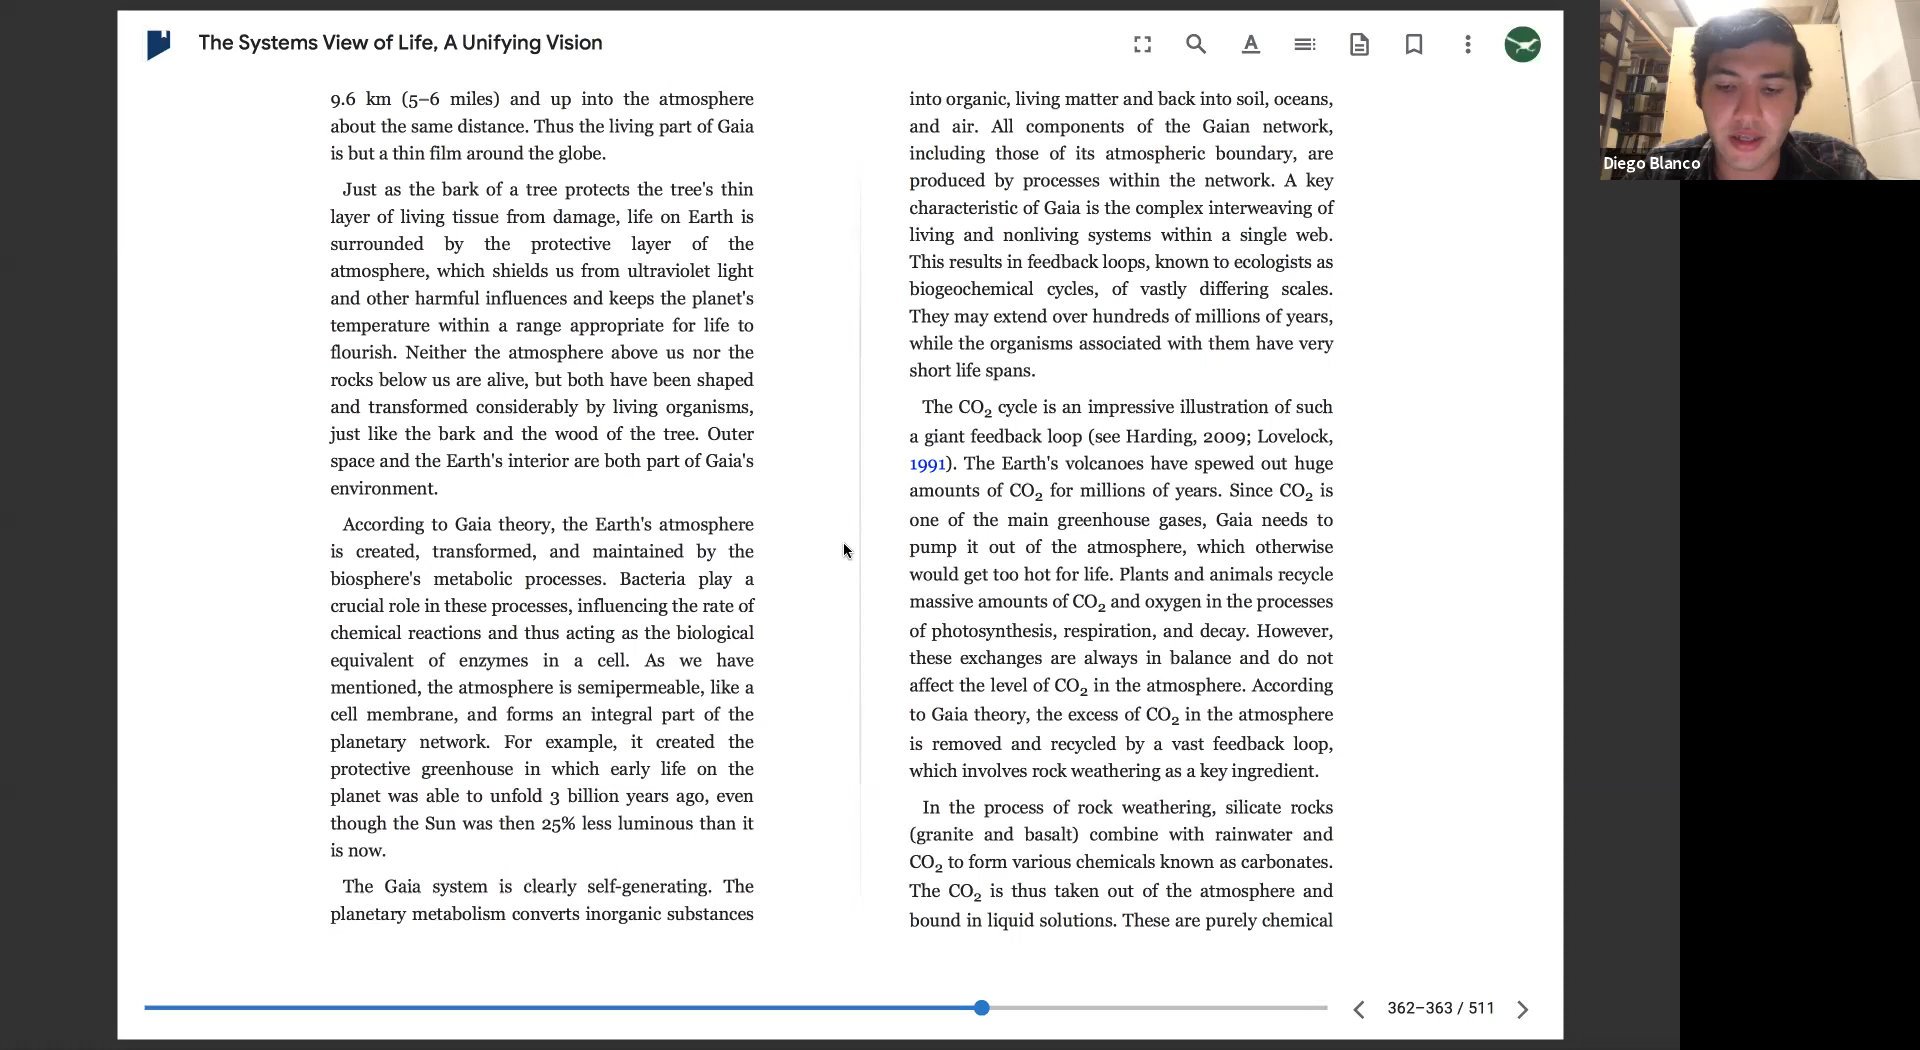 The Systems View of Life, A Unifying Vision
9.6 km (5–6 miles) and up into the atmosphere
about the same distance. Thus the living part of Gaia
is but a thin film around the globe.
Just as the bark of a tree protects the tree's thin
layer of living tissue from damage, life on Earth is
surrounded by the protective layer of the
atmosphere, which shields us from ultraviolet light
and other harmful influences and keeps the planet's
temperature within a range appropriate for life to
flourish. Neither the atmosphere above us nor the
rocks below us are alive, but both have been shaped
and transformed considerably by living organisms,
just like the bark and the wood of the tree. Outer
space and the Earth's interior are both part of Gaia's
environment.
According to Gaia theory, the Earth's atmosphere
is created, transformed, and maintained by the
biosphere's metabolic processes. Bacteria play a
crucial role in these processes, influencing the rate of
chemical reactions and thus acting as the biological
equivalent of enzymes in a cell. As we have
mentioned, the atmosphere is semipermeable, like a
cell membrane, and forms an integral part of the
planetary network. For example, it created the
protective greenhouse in which early life on the
planet was able to unfold 3 billion years ago, even
though the Sun was then 25% less luminous than it
is now.
The Gaia system is clearly self-generating. The
planetary metabolism converts inorganic substances
into organic, living matter and back into soil, oceans,
and air. All components of the Gaian network,
including those of its atmospheric boundary, are
produced by processes within the network. A key
characteristic of Gaia is the complex interweaving of
living and nonliving systems within a single web.
This results in feedback loops, known to ecologists as
biogeochemical cycles, of vastly differing scales.
They may extend over hundreds of millions of years,
while the organisms associated with them have very
short life spans.
The CO₂ cycle is an impressive illustration of such
a giant feedback loop (see Harding, 2009; Lovelock,
1991). The Earth's volcanoes have spewed out huge
amounts of CO₂ for millions of years. Since CO₂ is
one of the main greenhouse gases, Gaia needs to
pump it out of the atmosphere, which otherwise
would get too hot for life. Plants and animals recycle
massive amounts of CO₂ and oxygen in the processes
of photosynthesis, respiration, and decay. However,
these exchanges are always in balance and do not
affect the level of CO₂ in the atmosphere. According
to Gaia theory, the excess of CO₂ in the atmosphere
is removed and recycled by a vast feedback loop,
which involves rock weathering as a key ingredient.
In the process of rock weathering, silicate rocks
(granite and basalt) combine with rainwater and
CO₂ to form various chemicals known as carbonates.
The CO₂ is thus taken out of the atmosphere and
bound in liquid solutions. These are purely chemical
362–363 / 511
Diego Blanco